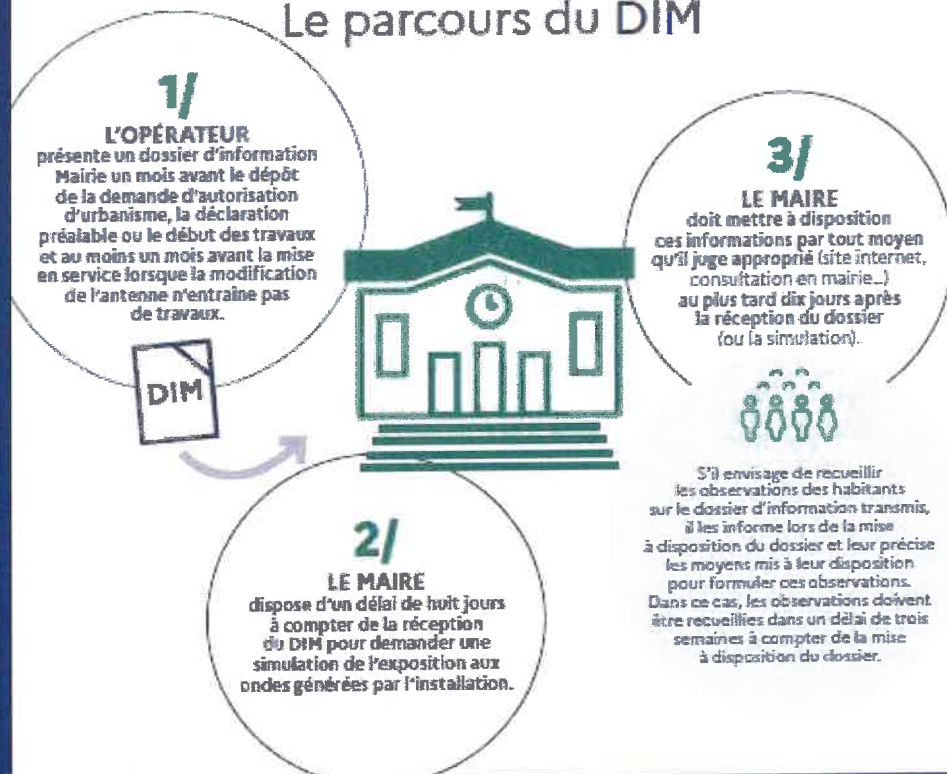 Le parcours du DIM
1/
L'OPÉRATEUR
présente un dossier d'information
Mairie un mois avant le dépôt
de la demande d'autorisation
d'urbanisme, la déclaration
préalable ou le début des travaux
et au moins un mois avant la mise
en service lorsque la modification
de l'antenne n'entraîne pas
de travaux.
DIM
2/
LE MAIRE
dispose d'un délai de huit jours
à compter de la réception
du DIM pour demander une
simulation de l'exposition aux
ondes générées par l'installation.
3/
LE MAIRE
doit mettre à disposition
ces informations par tout moyen
qu'il juge approprié (site internet,
consultation en mairie...)
au plus tard dix jours après
la réception du dossier
(ou la simulation).
S'il envisage de recueillir
les observations des habitants
sur le dossier d'information transmis,
il les informe lors de la mise
à disposition du dossier et leur précise
les moyens mis à leur disposition
pour formuler ces observations.
Dans ce cas, les observations doivent
être recueillies dans un délai de trois
semaines à compter de la mise
à disposition du dossier.